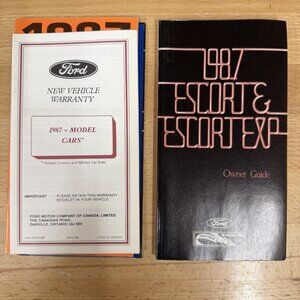 1987
Ford
NEW VEHICLE
WARRANTY
1987 - MODEL
CARS*
* Except Lincoln and Merkur car lines.
IMPORTANT — PLEASE RETAIN THIS WARRANTY
BOOKLET IN YOUR VEHICLE.
FORD MOTOR COMPANY OF CANADA, LIMITED
THE CANADIAN ROAD,
OAKVILLE, ONTARIO L6J 5E4
1987
ESCORT &
ESCORT EXP
Owner Guide
Ford